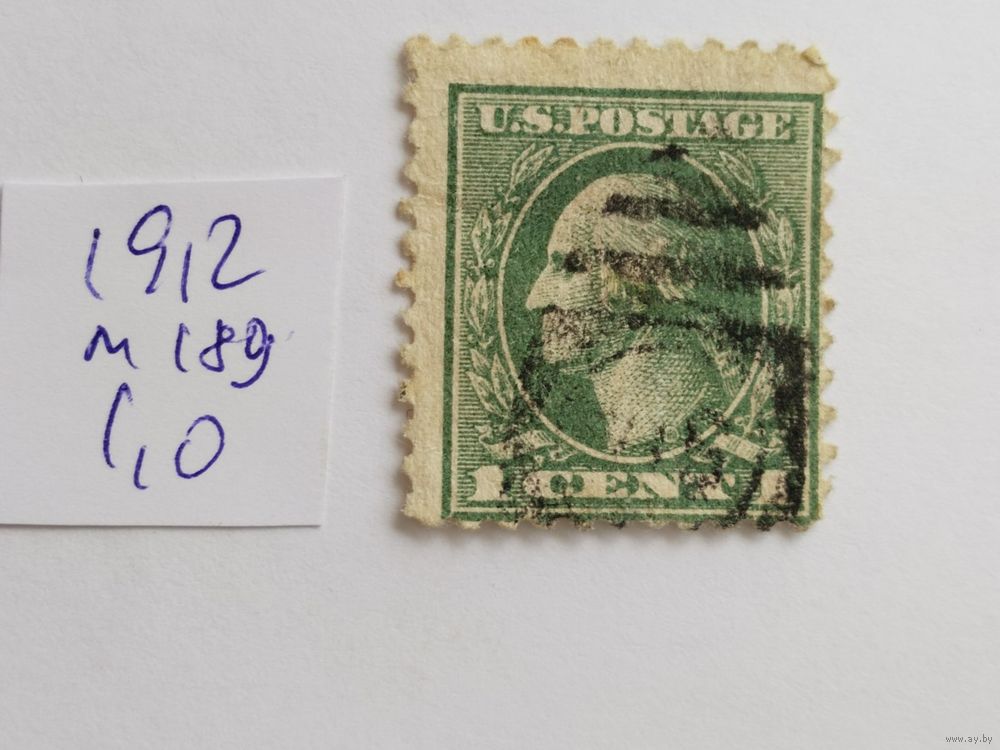 1912
м 189
1,0
U.S.POSTAGE
1 CENT 1
www.ay.by